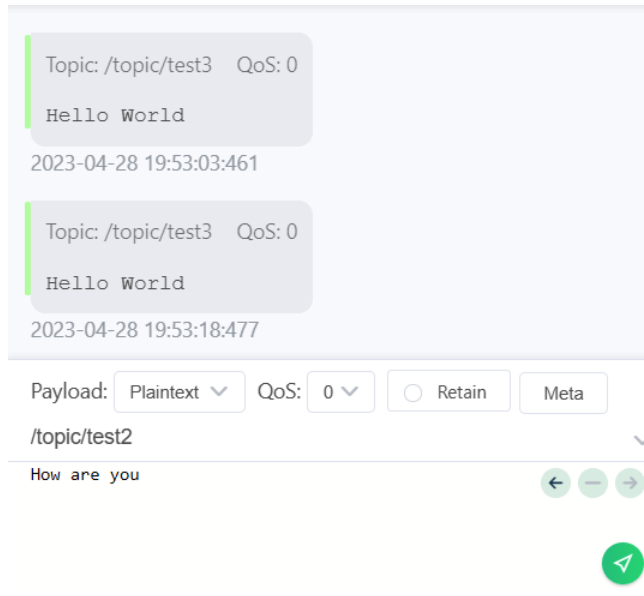 Topic: /topic/test3 QoS: 0
Hello World
2023-04-28 19:53:03:461
Topic: /topic/test3 QoS: 0
Hello World
2023-04-28 19:53:18:477
Payload: Plaintext QoS: 0 Retain Meta
/topic/test2
How are you